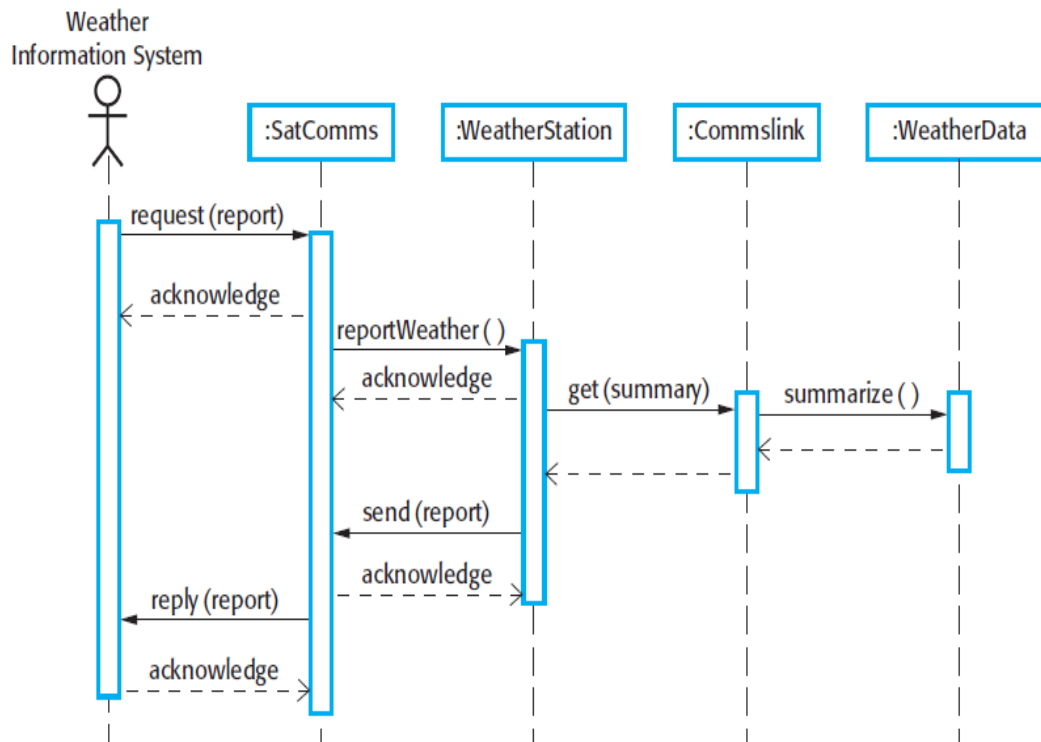 Weather
Information System
:SatComms
:WeatherStation
:Commslink
:WeatherData
request (report)
acknowledge
reportWeather ( )
acknowledge
get (summary)
summarize ( )
send (report)
acknowledge
reply (report)
acknowledge